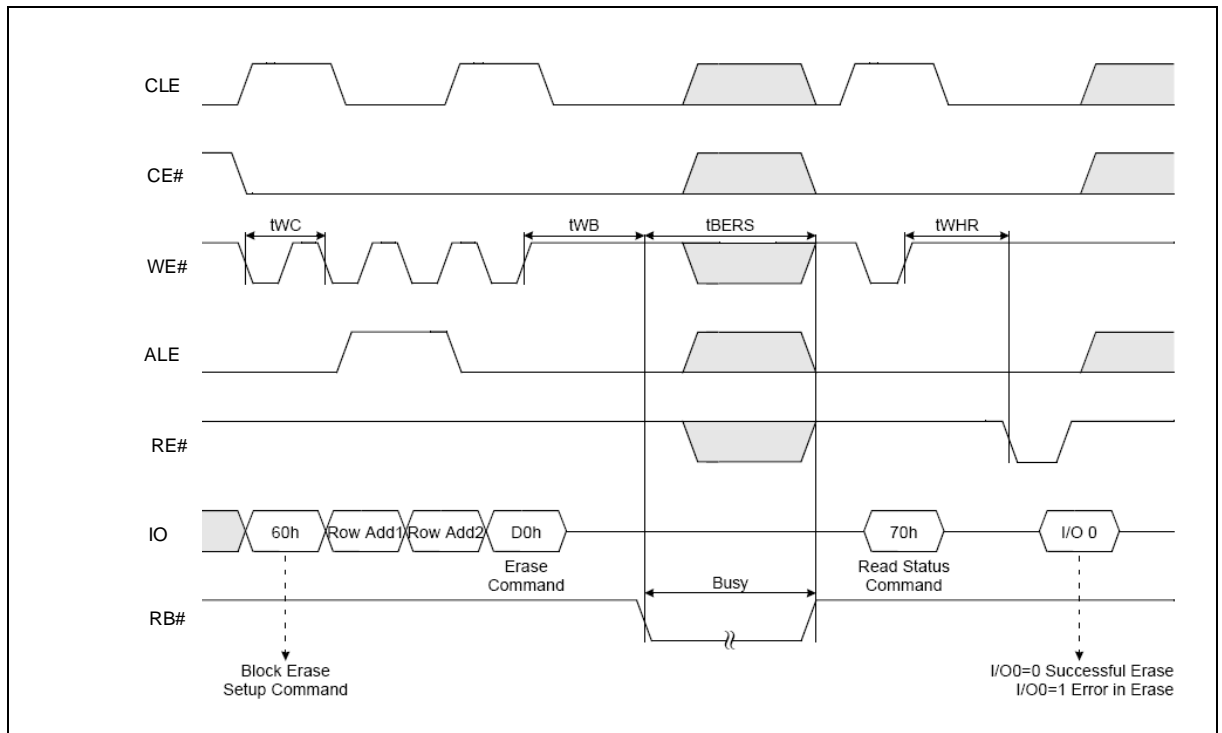 CLE
CE#
tWC
tWB
tBERS
tWHR
WE#
ALE
RE#
IO
60h
Row Add1
Row Add2
D0h
70h
I/O 0
Erase
Command
Read Status
Command
Busy
RB#
Block Erase
Setup Command
I/O0=0 Successful Erase
I/O0=1 Error in Erase